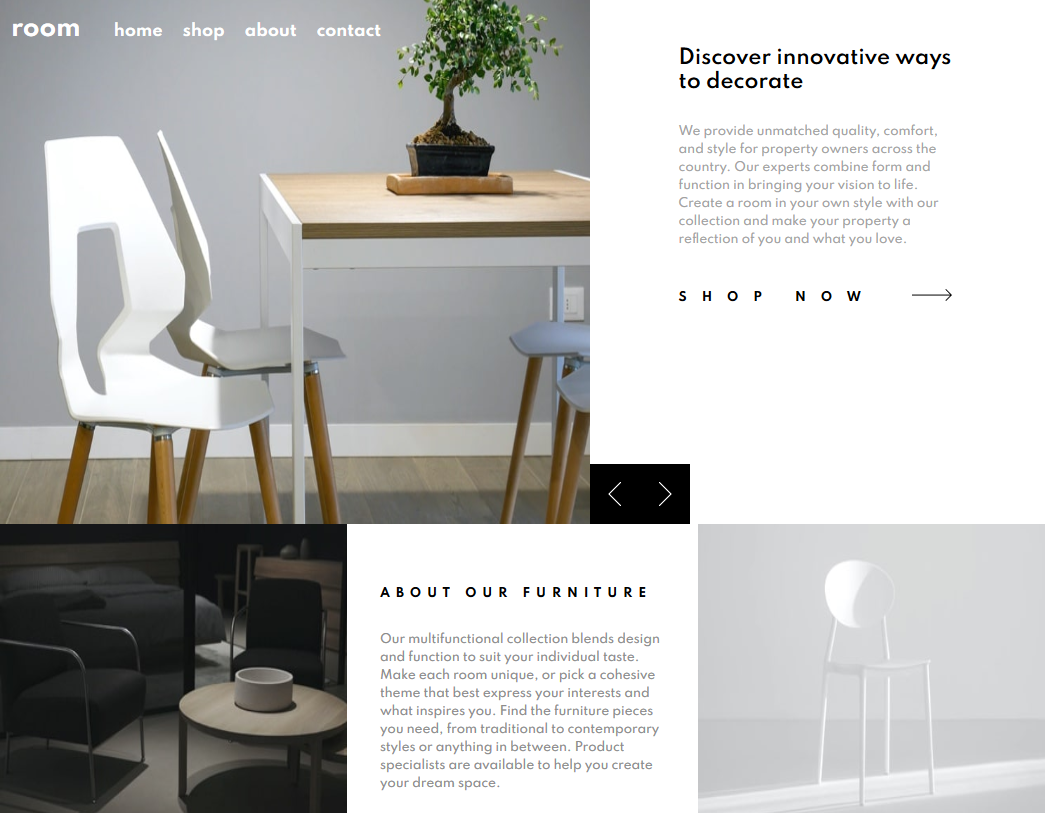 room home shop about contact
Discover innovative ways
to decorate
We provide unmatched quality, comfort,
and style for property owners across the
country. Our experts combine form and
function in bringing your vision to life.
Create a room in your own style with our
collection and make your property a
reflection of you and what you love.
SHOP NOW
ABOUT OUR FURNITURE
Our multifunctional collection blends design
and function to suit your individual taste.
Make each room unique, or pick a cohesive
theme that best express your interests and
what inspires you. Find the furniture pieces
you need, from traditional to contemporary
styles or anything in between. Product
specialists are available to help you create
your dream space.